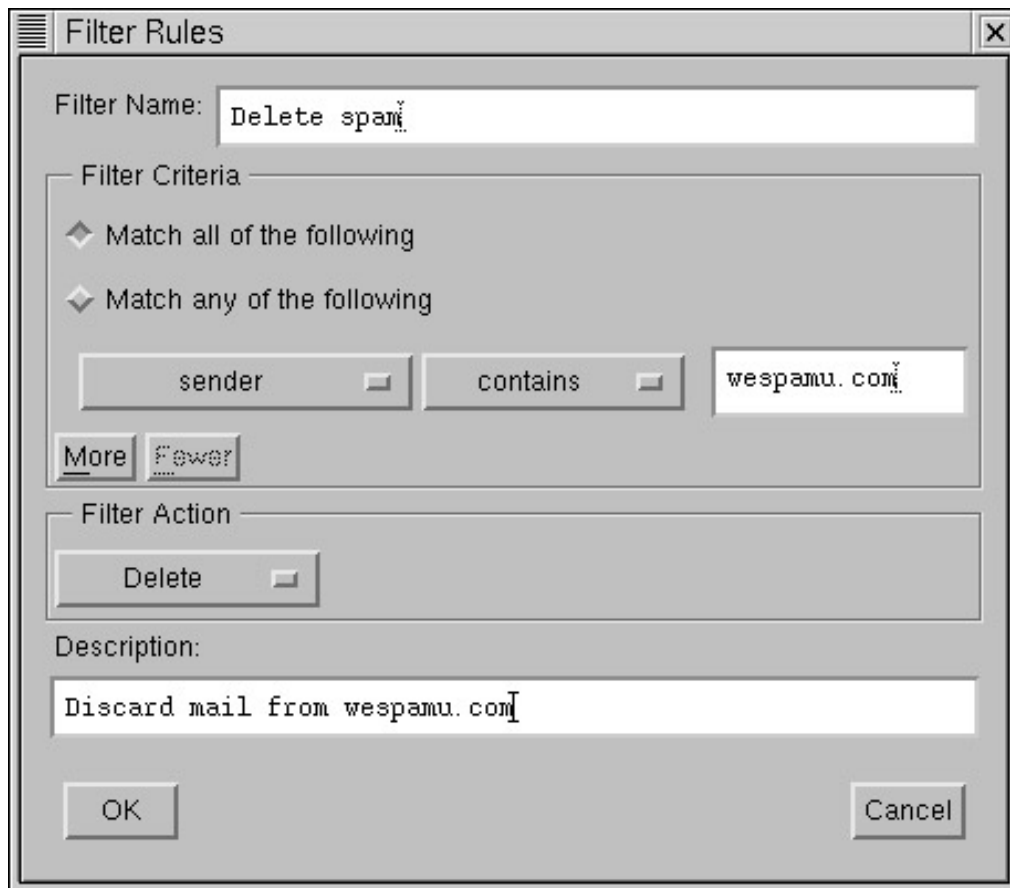 Filter Rules
Filter Name: Delete spam
Filter Criteria
Match all of the following
Match any of the following
sender contains wespamu.com
More Fewer
Filter Action
Delete
Description:
Discard mail from wespamu.com
OK Cancel